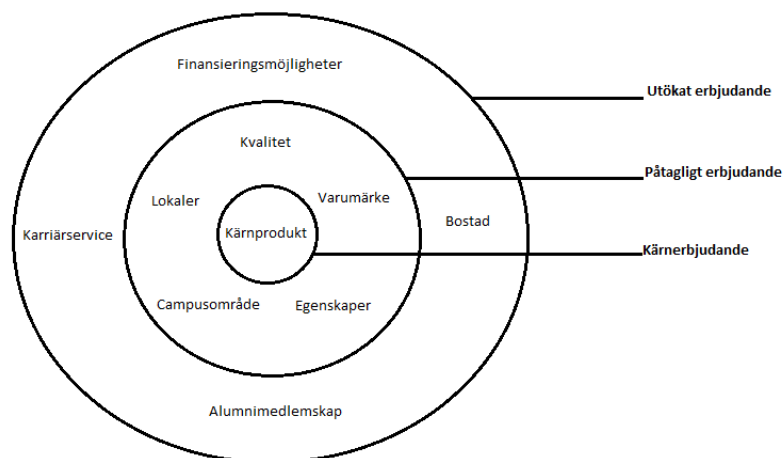 Finansieringsmöjligheter
Utökat erbjudande
Kvalitet
Påtagligt erbjudande
Lokaler
Varumärke
Bostad
Karriärservice
Kärnprodukt
Kärnerbjudande
Campusområde
Egenskaper
Alumnimedlemskap